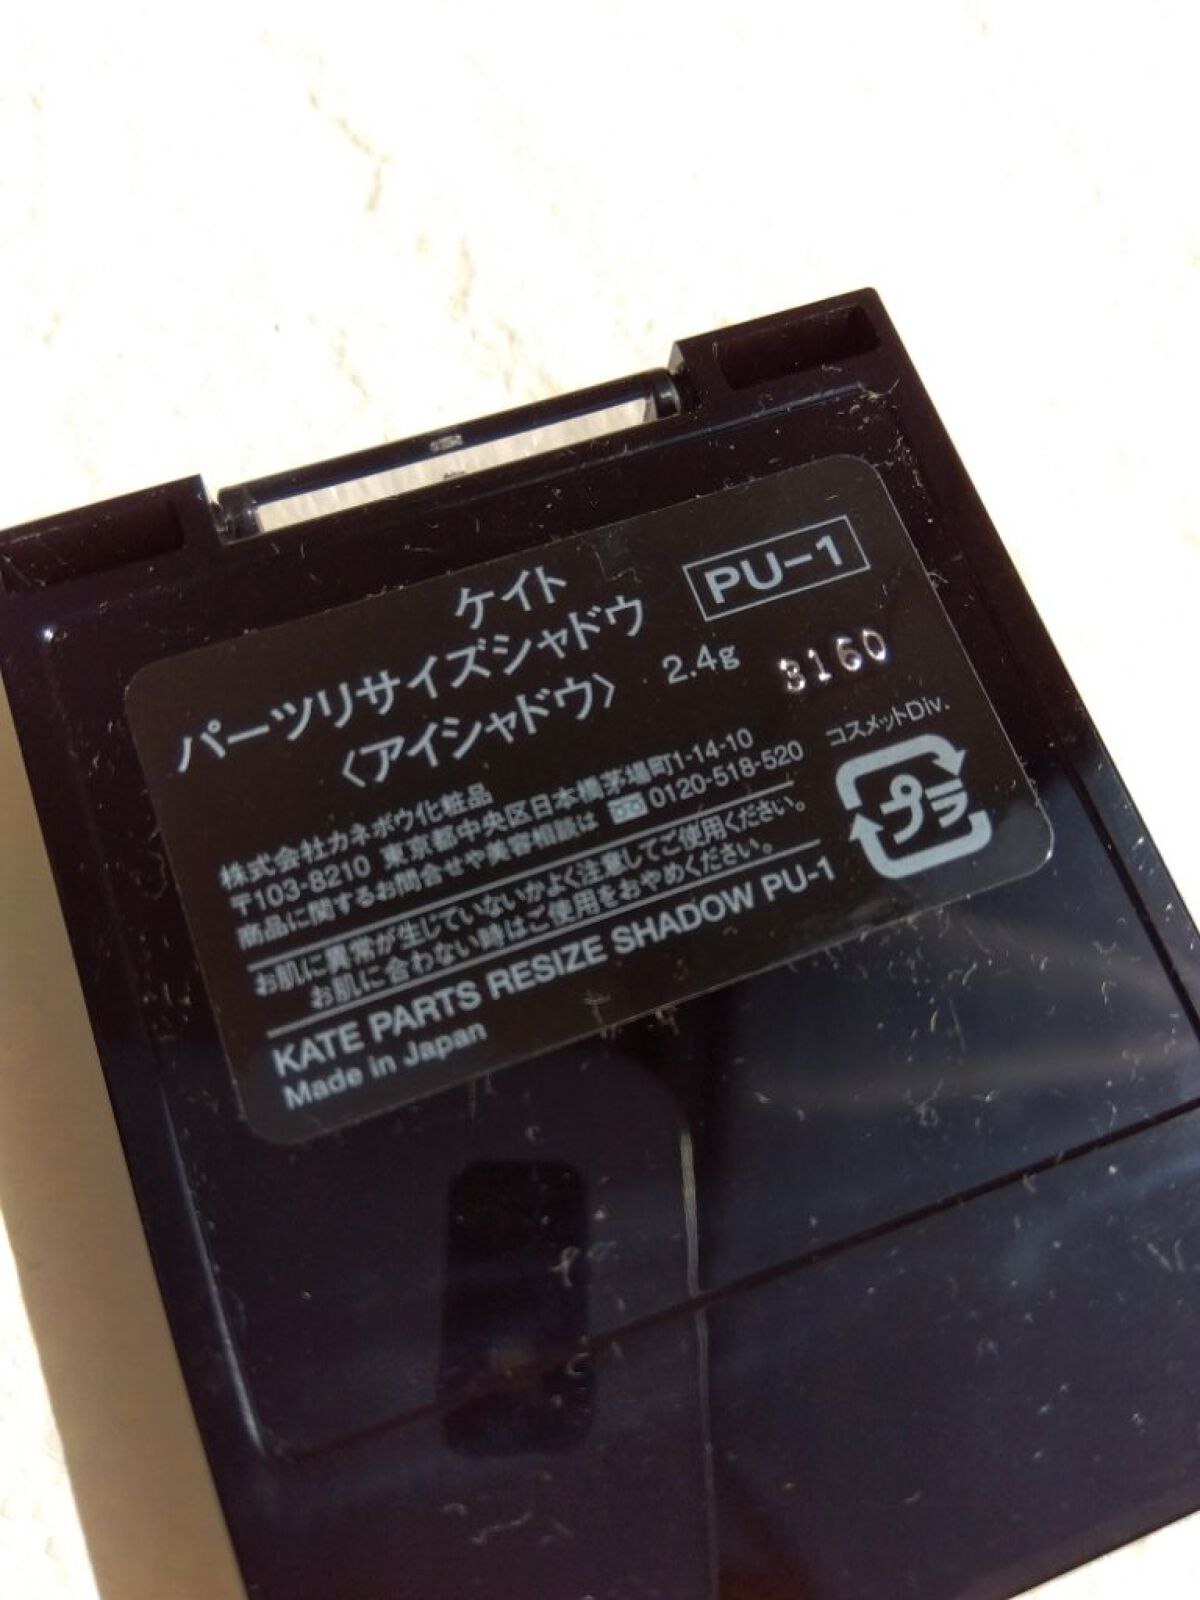 ケイト
パーツリサイズシャドウ
〈アイシャドウ〉 2.4g
PU-1
3160
株式会社カネボウ化粧品
〒103-8210 東京都中央区日本橋茅場町1-14-10
商品に関するお問合せや美容相談は 0120-518-520
コスメットDiv.
プラ
お肌に異常が生じていないかよく注意してご使用ください。
お肌に合わない時はご使用をおやめください。
KATE PARTS RESIZE SHADOW PU-1
Made in Japan